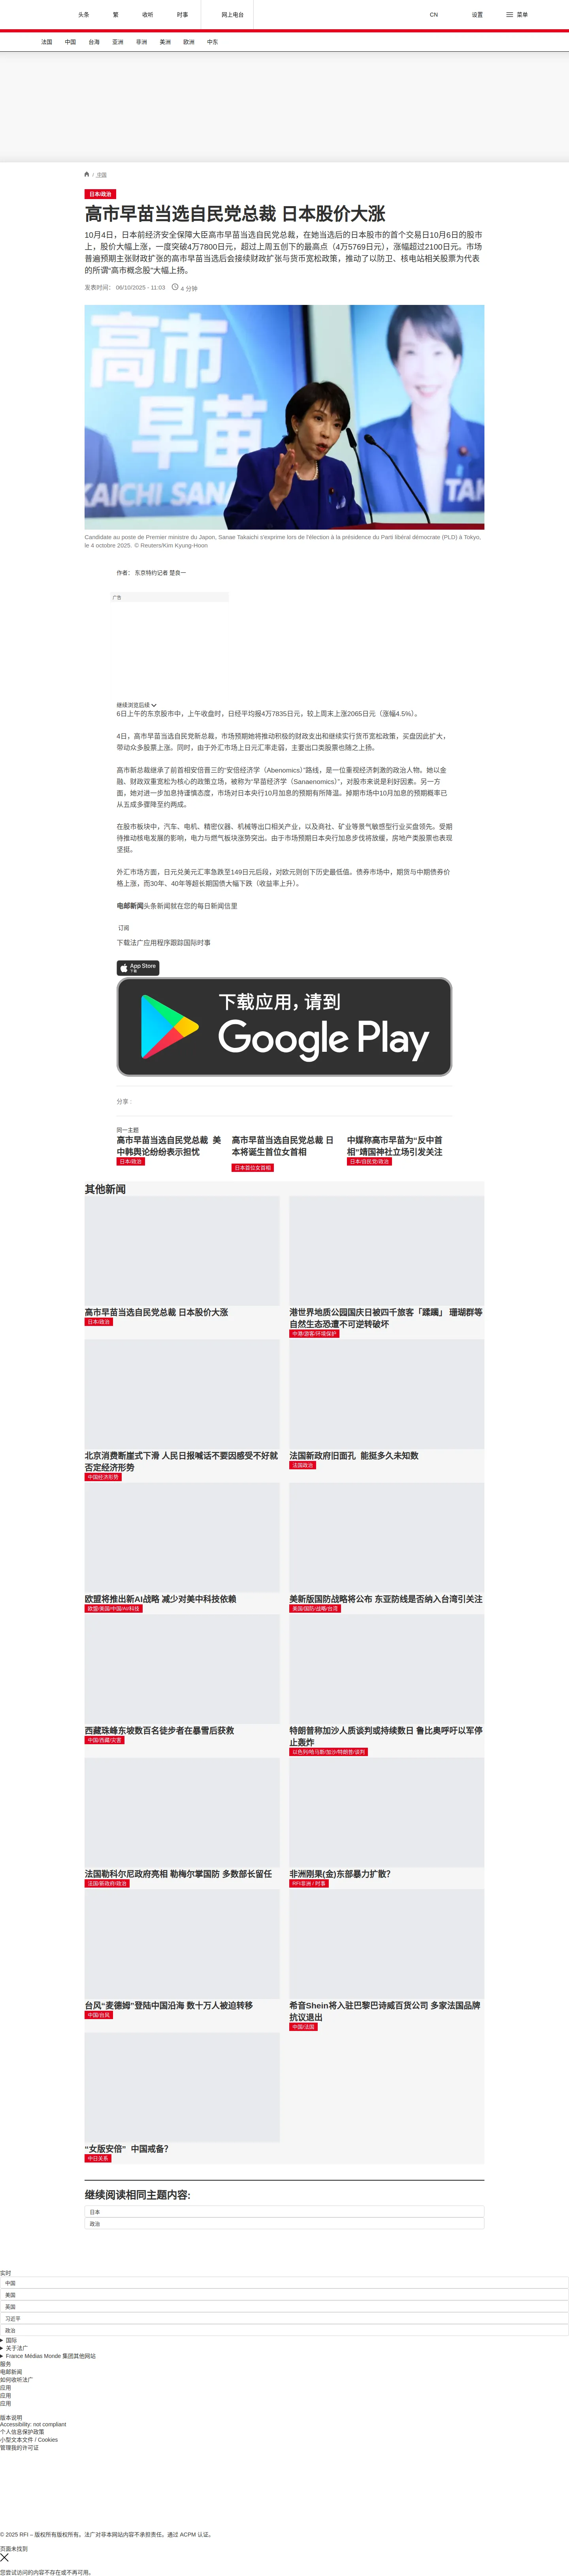 头条
繁
收听
时事
网上电台
CN
设置
菜单
法国
中国
台海
亚洲
非洲
美洲
欧洲
中东
/ 中国
日本/政治
高市早苗当选自民党总裁 日本股价大涨
10月4日，日本前经济安全保障大臣高市早苗当选自民党总裁，在她当选后的日本股市的首个交易日10月6日的股市
上，股价大幅上涨，一度突破4万7800日元，超过上周五创下的最高点（4万5769日元），涨幅超过2100日元。市场
普遍预期主张财政扩张的高市早苗当选后会接续财政扩张与货币宽松政策，推动了以防卫、核电站相关股票为代表
的所谓“高市概念股”大幅上扬。
发表时间： 06/10/2025 - 11:03 4 分钟
高市
早苗
SANAE
TAKAICHI
Candidate au poste de Premier ministre du Japon, Sanae Takaichi s'exprime lors de l'élection à la présidence du Parti libéral démocrate (PLD) à Tokyo,
le 4 octobre 2025. © Reuters/Kim Kyung-Hoon
作者： 东京特约记者 楚良一
广告
继续浏览后续
6日上午的东京股市中，上午收盘时，日经平均报4万7835日元，较上周末上涨2065日元（涨幅4.5%）。
4日，高市早苗当选自民党新总裁，市场预期她将推动积极的财政支出和继续实行货币宽松政策，买盘因此扩大，
带动众多股票上涨。同时，由于外汇市场上日元汇率走弱，主要出口类股票也随之上扬。
高市新总裁继承了前首相安倍晋三的“安倍经济学（Abenomics）”路线，是一位重视经济刺激的政治人物。她以金
融、财政双重宽松为核心的政策立场，被称为“早苗经济学（Sanaenomics）”，对股市来说是利好因素。另一方
面，她对进一步加息持谨慎态度，市场对日本央行10月加息的预期有所降温。掉期市场中10月加息的预期概率已
从五成多骤降至约两成。
在股市板块中，汽车、电机、精密仪器、机械等出口相关产业，以及商社、矿业等景气敏感型行业买盘领先。受期
待推动核电发展的影响，电力与燃气板块涨势突出。由于市场预期日本央行加息步伐将放缓，房地产类股票也表现
坚挺。
外汇市场方面，日元兑美元汇率急跌至149日元后段，对欧元则创下历史最低值。债券市场中，期货与中期债券价
格上涨，而30年、40年等超长期国债大幅下跌（收益率上升）。
电邮新闻头条新闻就在您的每日新闻信里
订阅
下载法广应用程序跟踪国际时事
App Store
下载
下载应用，请到
Google Play
分享 :
同一主题
高市早苗当选自民党总裁 美
中韩舆论纷纷表示担忧
日本/政治
高市早苗当选自民党总裁 日
本将诞生首位女首相
日本首位女首相
中媒称高市早苗为“反中首
相”靖国神社立场引发关注
日本/自民党/政治
其他新闻
高市早苗当选自民党总裁 日本股价大涨
日本/政治
港世界地质公园国庆日被四千旅客「蹂躏」 珊瑚群等
自然生态恐遭不可逆转破坏
中港/游客/环境保护
北京消费断崖式下滑 人民日报喊话不要因感受不好就
否定经济形势
中国经济形势
法国新政府旧面孔 能挺多久未知数
法国政治
欧盟将推出新AI战略 减少对美中科技依赖
欧盟/美国/中国/AI/科技
美新版国防战略将公布 东亚防线是否纳入台湾引关注
美国/国防/战略/台湾
西藏珠峰东坡数百名徒步者在暴雪后获救
中国/西藏/灾害
特朗普称加沙人质谈判或持续数日 鲁比奥呼吁以军停
止轰炸
以色列/哈马斯/加沙/特朗普/谈判
法国勒科尔尼政府亮相 勒梅尔掌国防 多数部长留任
法国/新政府/政治
非洲刚果(金)东部暴力扩散？
RFI非洲 / 时事
台风“麦德姆”登陆中国沿海 数十万人被迫转移
中国/台风
希音Shein将入驻巴黎巴诗威百货公司 多家法国品牌
抗议退出
中国/法国
“女版安倍” 中国戒备？
中日关系
继续阅读相同主题内容:
日本
政治
实时
中国
美国
英国
习近平
政治
国际
关于法广
France Médias Monde 集团其他网站
服务
电邮新闻
如何收听法广
应用
应用
应用
版本说明
Accessibility: not compliant
个人信息保护政策
小型文本文件 / Cookies
管理我的许可证
© 2025 RFI – 版权所有版权所有。法广对非本网站内容不承担责任。通过 ACPM 认证。
页面未找到
您尝试访问的内容不存在或不再可用。